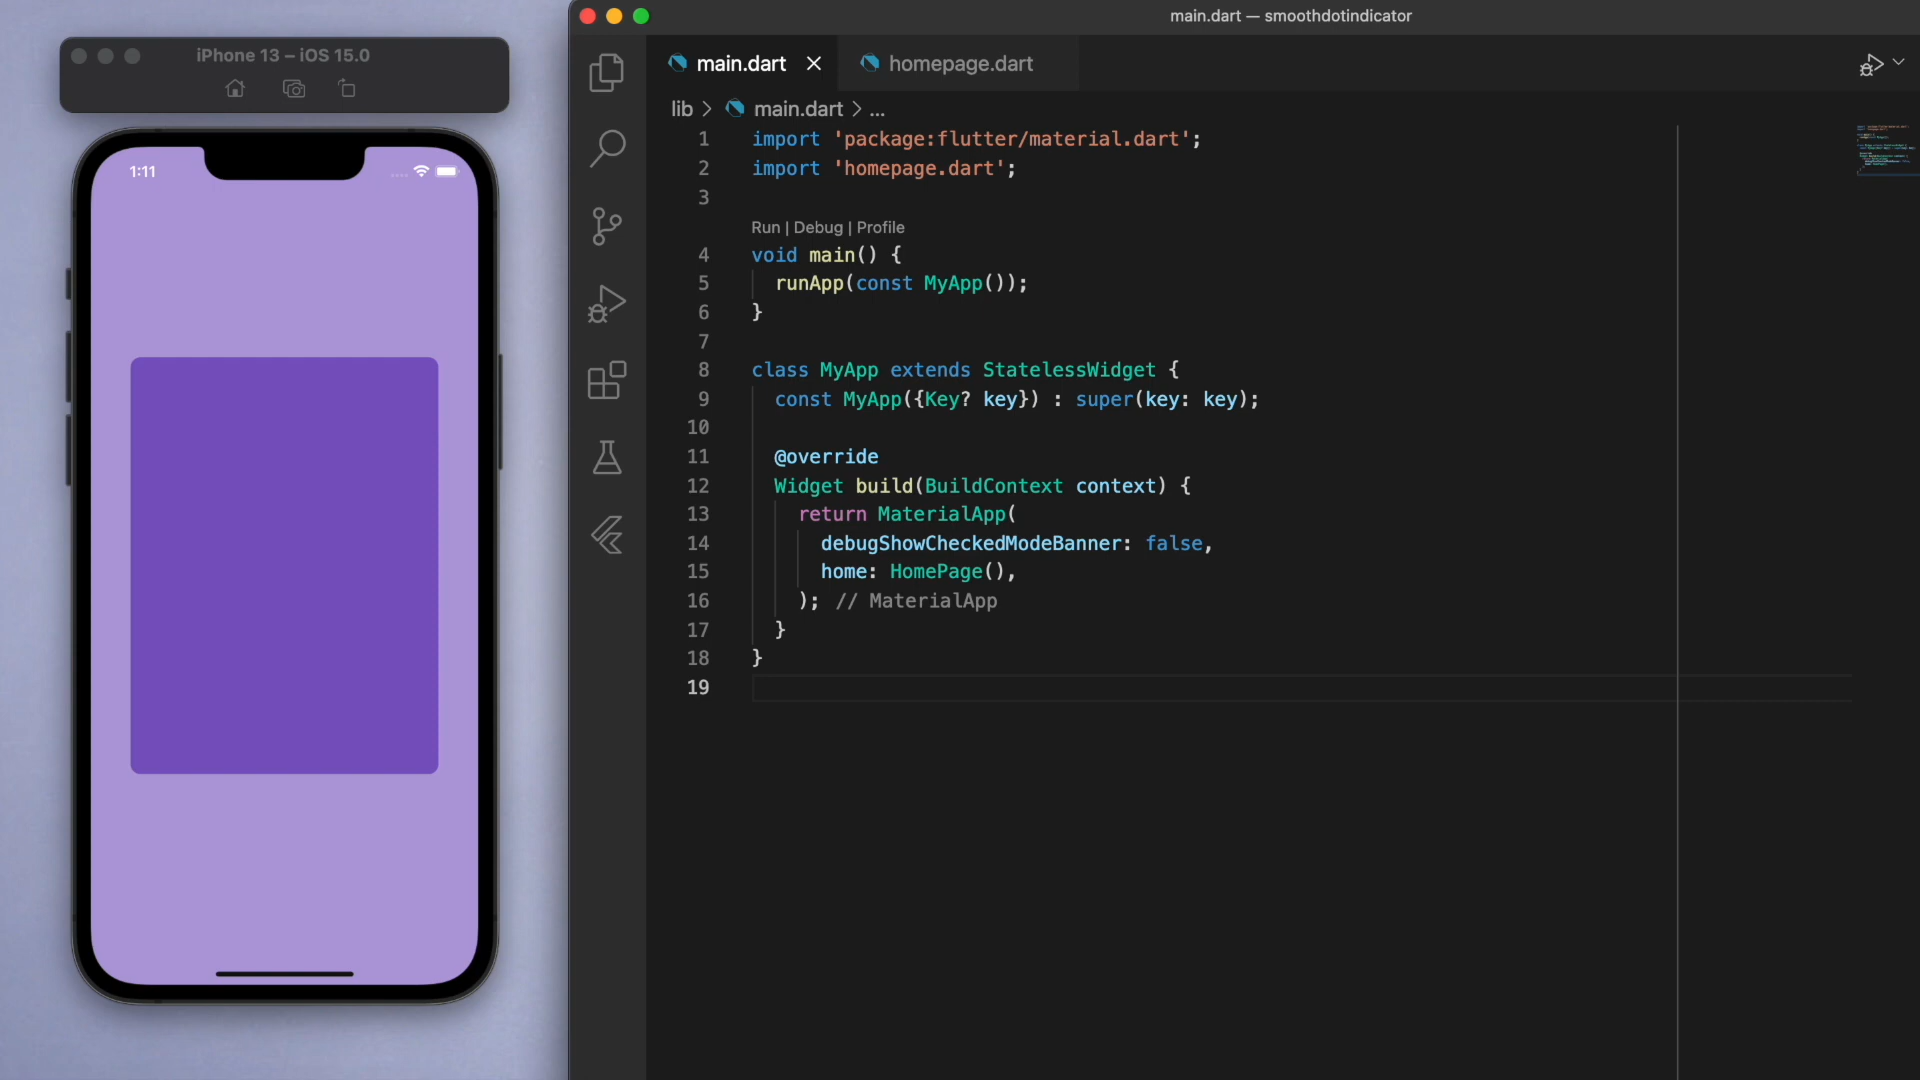 iPhone 13 – iOS 15.0
1:11
main.dart — smoothdotindicator
main.dart
homepage.dart
lib > main.dart > ...
1 import 'package:flutter/material.dart';
2 import 'homepage.dart';
3
Run | Debug | Profile
4 void main() {
5 runApp(const MyApp());
6 }
7
8 class MyApp extends StatelessWidget {
9 const MyApp({Key? key}) : super(key: key);
10
11 @override
12 Widget build(BuildContext context) {
13 return MaterialApp(
14 debugShowCheckedModeBanner: false,
15 home: HomePage(),
16 ); // MaterialApp
17 }
18 }
19